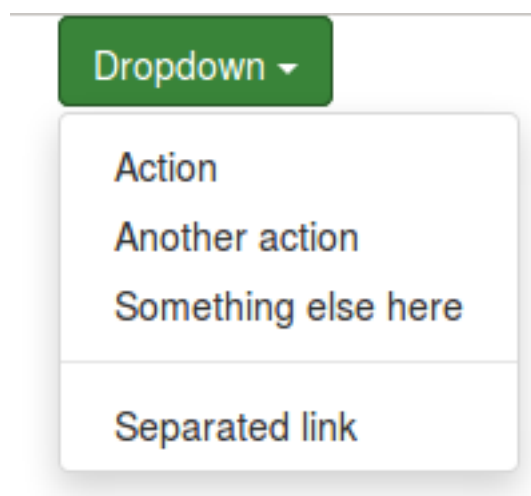 Dropdown
Action
Another action
Something else here
Separated link